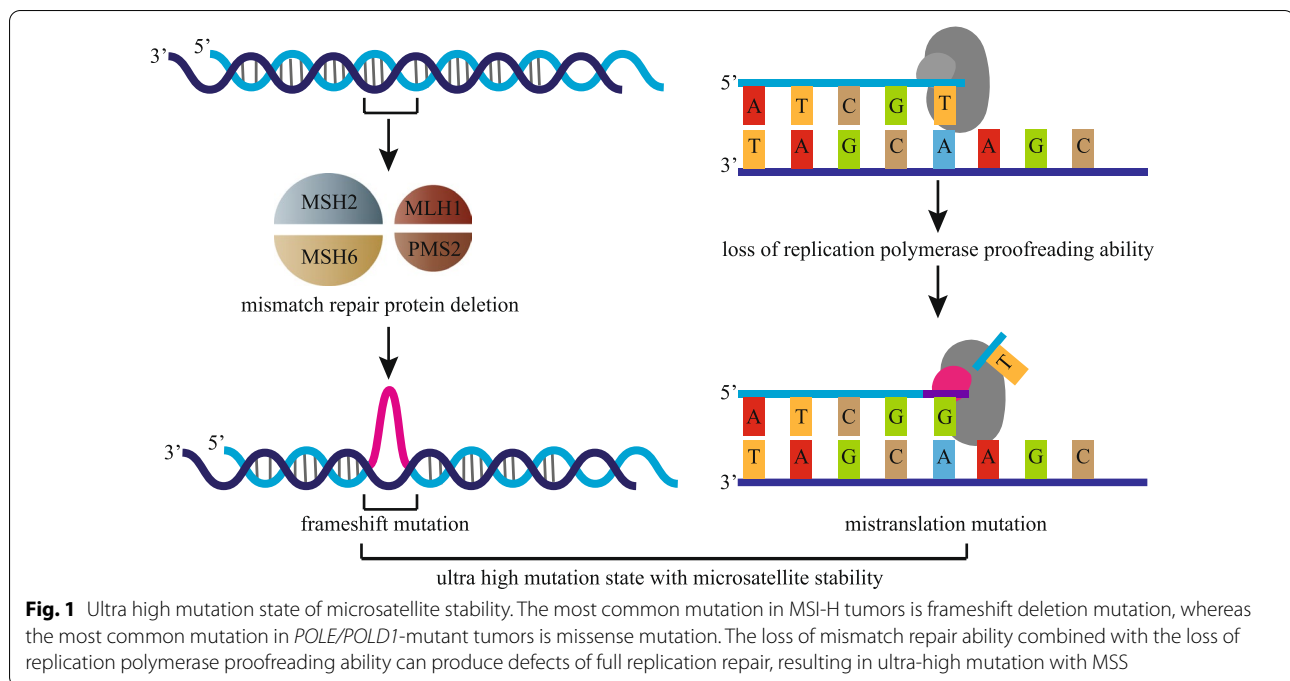 3’ 5’
MSH2
MLH1
MSH6
PMS2
mismatch repair protein deletion
3’ 5’
frameshift mutation
5’
A T C G T
T A G C A A G C
3’
loss of replication polymerase proofreading ability
T
5’
A T C G G
T A G C A A G C
3’
mistranslation mutation
ultra high mutation state with microsatellite stability
Fig. 1 Ultra high mutation state of microsatellite stability. The most common mutation in MSI-H tumors is frameshift deletion mutation, whereas
the most common mutation in POLE/POLD1-mutant tumors is missense mutation. The loss of mismatch repair ability combined with the loss of
replication polymerase proofreading ability can produce defects of full replication repair, resulting in ultra-high mutation with MSS